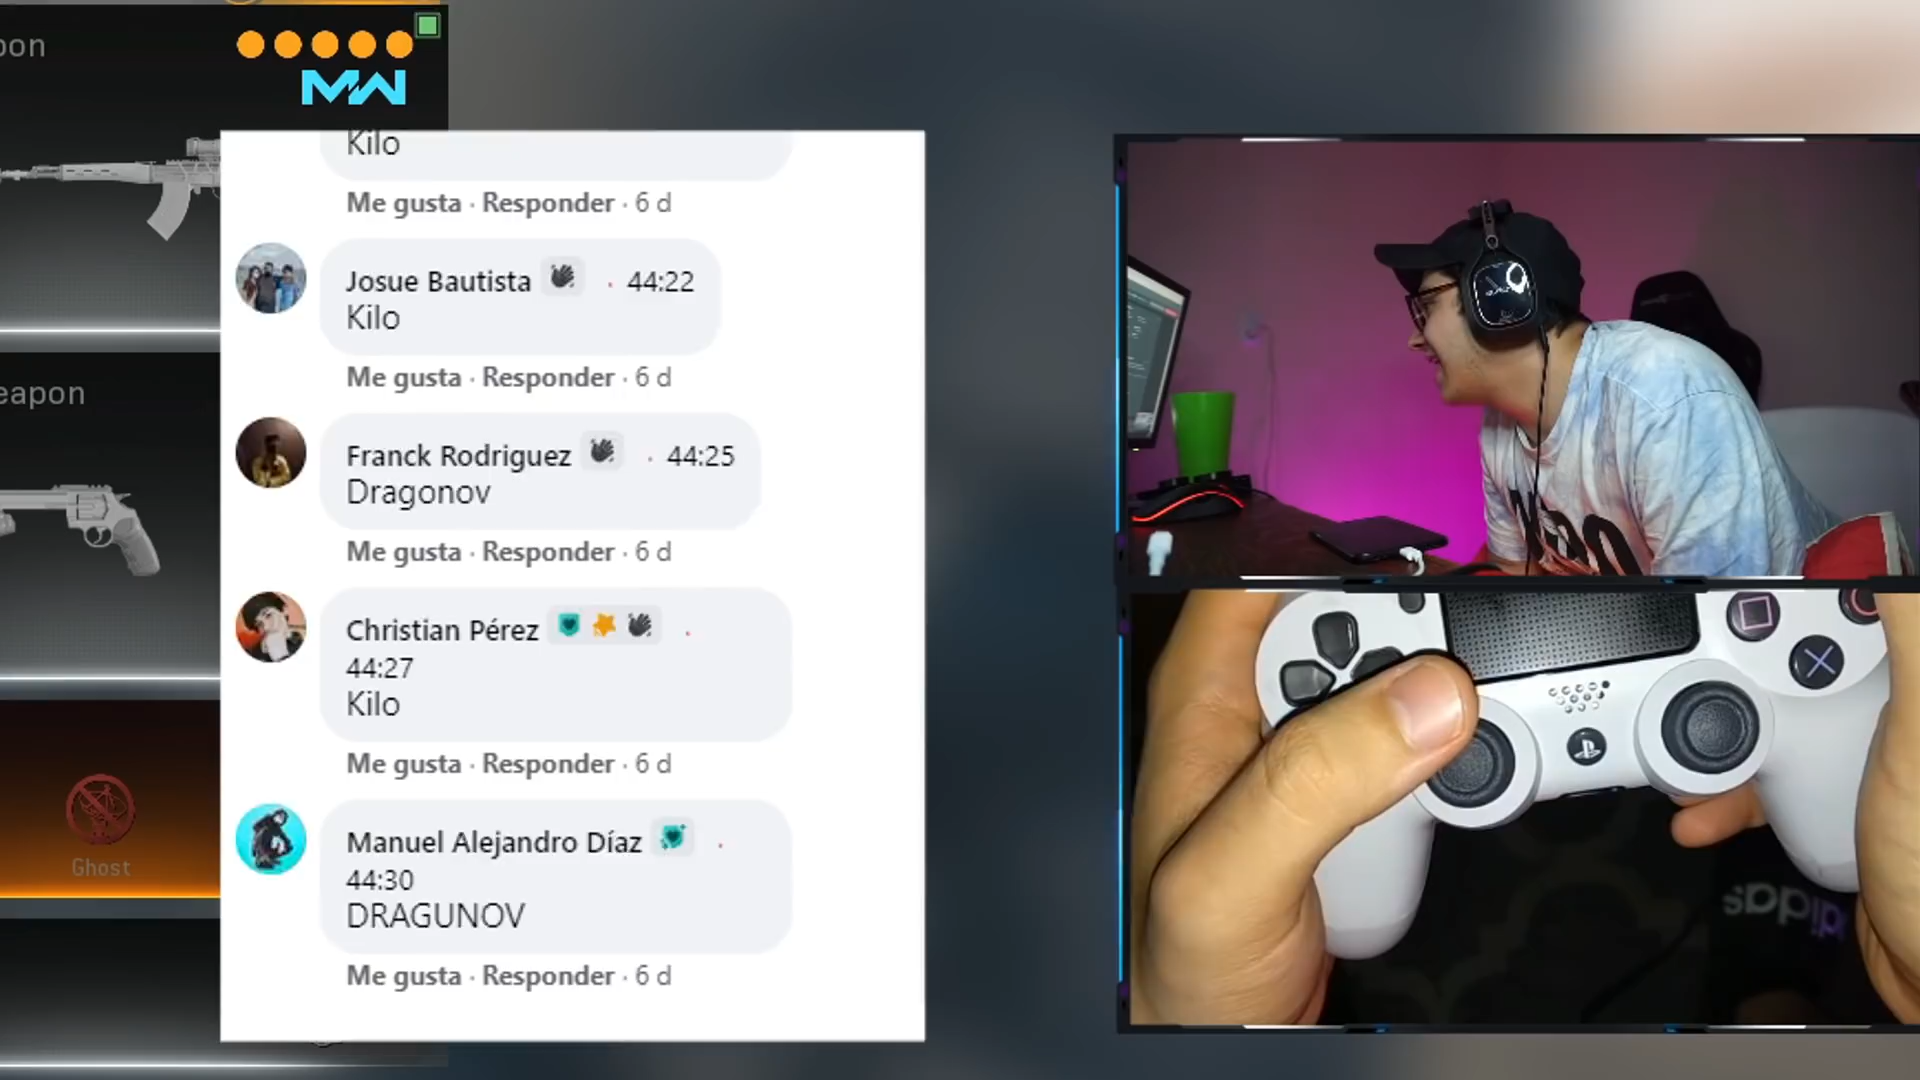 pon
MW
Kilo
Me gusta · Responder · 6 d
Josue Bautista · 44:22
Kilo
Me gusta · Responder · 6 d
Franck Rodriguez · 44:25
Dragonov
Me gusta · Responder · 6 d
eapon
Christian Pérez ·
44:27
Kilo
Me gusta · Responder · 6 d
Manuel Alejandro Díaz ·
44:30
DRAGUNOV
Me gusta · Responder · 6 d
Ghost